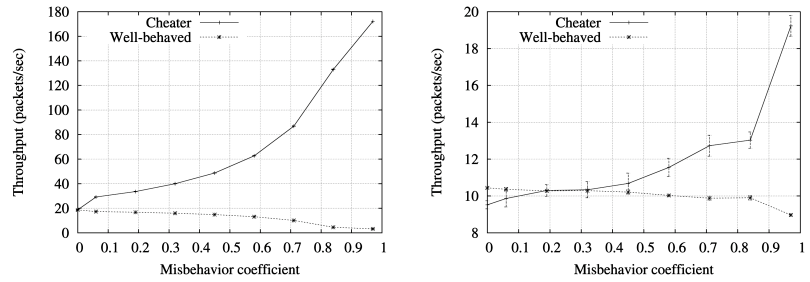 Throughput (packets/sec)
180
160
140
120
100
80
60
40
20
0
Cheater
Well-behaved
0 0.1 0.2 0.3 0.4 0.5 0.6 0.7 0.8 0.9 1
Misbehavior coefficient
Throughput (packets/sec)
20
18
16
14
12
10
8
Cheater
Well-behaved
0 0.1 0.2 0.3 0.4 0.5 0.6 0.7 0.8 0.9 1
Misbehavior coefficient